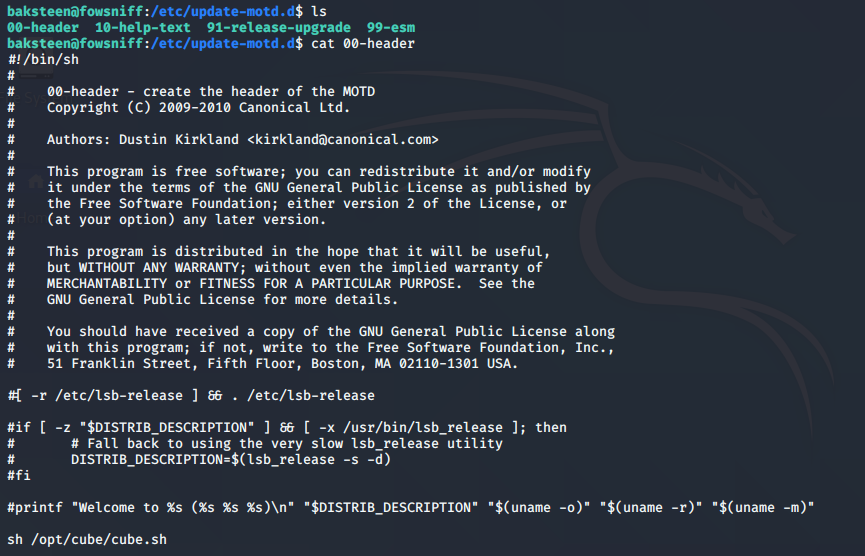 baksteen@fowsniff:/etc/update-motd.d$ ls
00-header  10-help-text  91-release-upgrade  99-esm
baksteen@fowsniff:/etc/update-motd.d$ cat 00-header
#!/bin/sh
#
#    00-header - create the header of the MOTD
#    Copyright (C) 2009-2010 Canonical Ltd.
#
#    Authors: Dustin Kirkland <kirkland@canonical.com>
#
#    This program is free software; you can redistribute it and/or modify
#    it under the terms of the GNU General Public License as published by
#    the Free Software Foundation; either version 2 of the License, or
#    (at your option) any later version.
#
#    This program is distributed in the hope that it will be useful,
#    but WITHOUT ANY WARRANTY; without even the implied warranty of
#    MERCHANTABILITY or FITNESS FOR A PARTICULAR PURPOSE.  See the
#    GNU General Public License for more details.
#
#    You should have received a copy of the GNU General Public License along
#    with this program; if not, write to the Free Software Foundation, Inc.,
#    51 Franklin Street, Fifth Floor, Boston, MA 02110-1301 USA.

#[ -r /etc/lsb-release ] && . /etc/lsb-release

#if [ -z "$DISTRIB_DESCRIPTION" ] && [ -x /usr/bin/lsb_release ]; then
#       # Fall back to using the very slow lsb_release utility
#       DISTRIB_DESCRIPTION=$(lsb_release -s -d)
#fi

#printf "Welcome to %s (%s %s %s)\n" "$DISTRIB_DESCRIPTION" "$(uname -o)" "$(uname -r)" "$(uname -m)"

sh /opt/cube/cube.sh